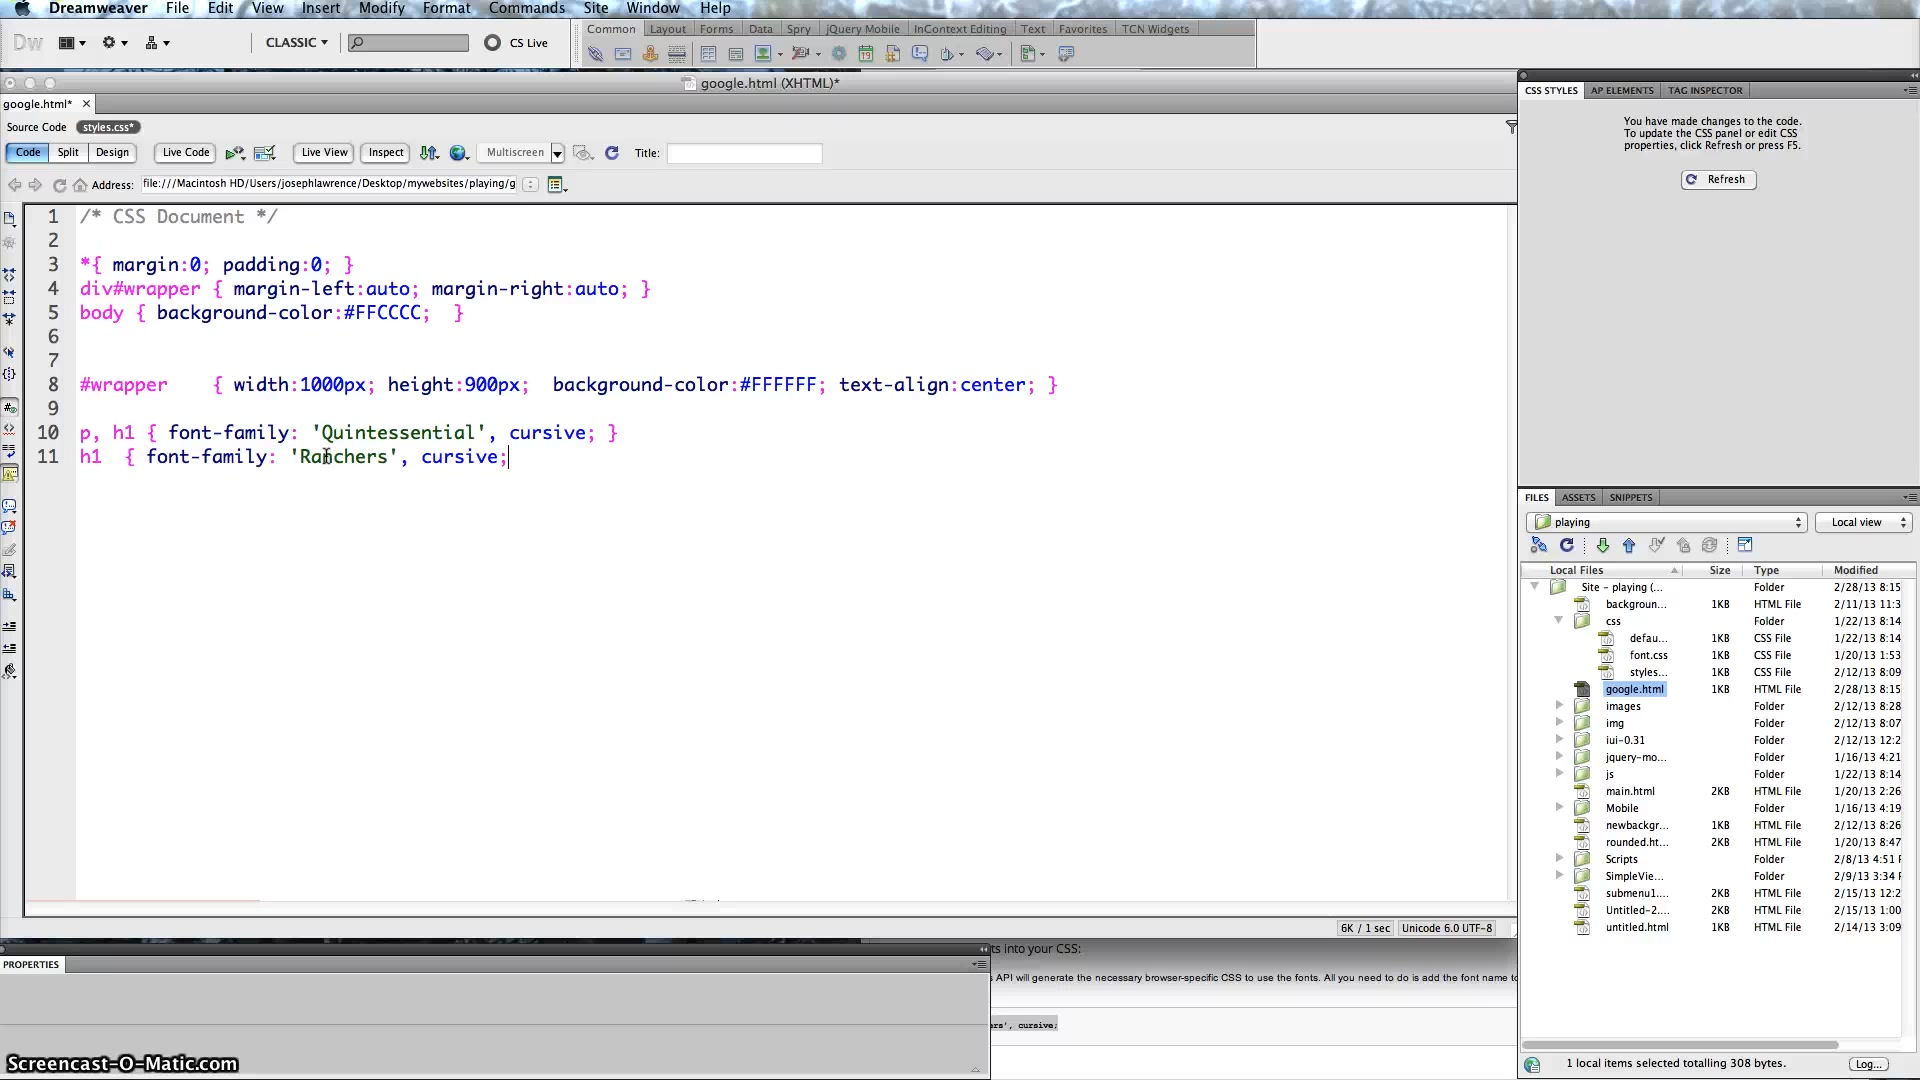 Dreamweaver File Edit View Insert Modify Format Commands Site Window Help
Dw CLASSIC CS Live
Common Layout Forms Data Spry jQuery Mobile InContext Editing Text Favorites TCN Widgets
google.html (XHTML)*
google.html*
Source Code styles.css*
Code Split Design Live Code Live View Inspect Multiscreen Title:
Address: file:///Macintosh HD/Users/josephlawrence/Desktop/mywebsites/playing/g
1 /* CSS Document */
2
3 *{ margin:0; padding:0; }
4 div#wrapper { margin-left:auto; margin-right:auto; }
5 body { background-color:#FFCCCC; }
6
7
8 #wrapper { width:1000px; height:900px; background-color:#FFFFFF; text-align:center; }
9
10 p, h1 { font-family: 'Quintessential', cursive; }
11 h1 { font-family: 'Ranchers', cursive;
6K / 1 sec Unicode 6.0 UTF-8
PROPERTIES
ts into your CSS:
API will generate the necessary browser-specific CSS to use the fonts. All you need to do is add the font name to
ers', cursive;
Screencast-O-Matic.com
CSS STYLES AP ELEMENTS TAG INSPECTOR
You have made changes to the code.
To update the CSS panel or edit CSS
properties, click Refresh or press F5.
Refresh
FILES ASSETS SNIPPETS
playing Local view
Local Files Size Type Modified
Site - playing (... Folder 2/28/13 8:15
backgroun... 1KB HTML File 2/11/13 11:3
css Folder 1/22/13 8:14
defau... 1KB CSS File 1/22/13 8:14
font.css 1KB CSS File 1/20/13 1:53
styles... 1KB CSS File 2/12/13 8:09
google.html 1KB HTML File 2/28/13 8:15
images Folder 2/12/13 8:28
img Folder 2/12/13 8:07
iui-0.31 Folder 2/12/13 12:2
jquery-mo... Folder 1/16/13 4:21
js Folder 1/22/13 8:14
main.html 2KB HTML File 1/20/13 2:26
Mobile Folder 1/16/13 4:19
newbackgr... 1KB HTML File 2/12/13 8:26
rounded.ht... 2KB HTML File 1/20/13 8:47
Scripts Folder 2/8/13 4:51
SimpleVie... Folder 2/9/13 3:34
submenu1.... 2KB HTML File 2/15/13 12:2
Untitled-2.... 2KB HTML File 2/15/13 1:00
untitled.html 1KB HTML File 2/14/13 3:09
1 local items selected totalling 308 bytes. Log...